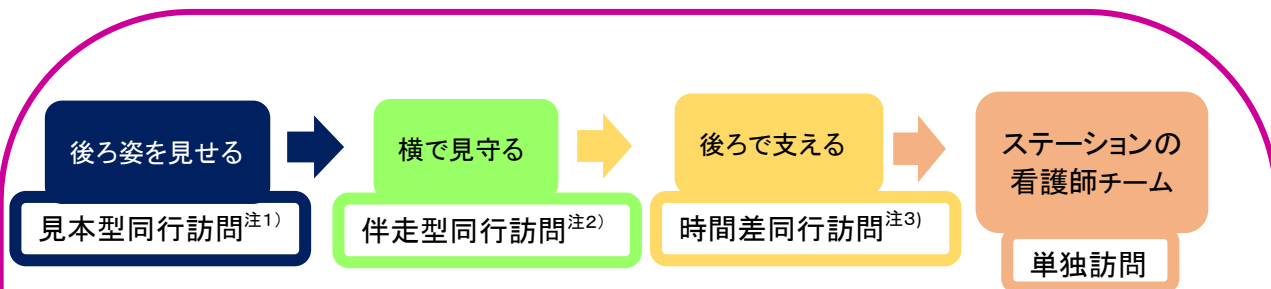 後ろ姿を見せる
見本型同行訪問注1)
横で見守る
伴走型同行訪問注2)
後ろで支える
時間差同行訪問注3)
ステーションの
看護師チーム
単独訪問